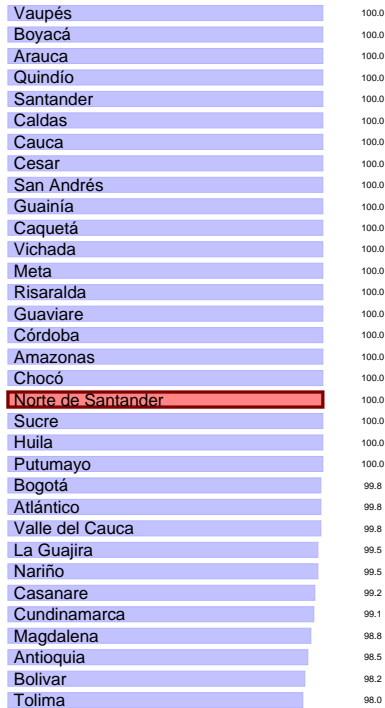 Vaupés 100.0
Boyacá 100.0
Arauca 100.0
Quindío 100.0
Santander 100.0
Caldas 100.0
Cauca 100.0
Cesar 100.0
San Andrés 100.0
Guainía 100.0
Caquetá 100.0
Vichada 100.0
Meta 100.0
Risaralda 100.0
Guaviare 100.0
Córdoba 100.0
Amazonas 100.0
Chocó 100.0
Norte de Santander 100.0
Sucre 100.0
Huila 100.0
Putumayo 100.0
Bogotá 99.8
Atlántico 99.8
Valle del Cauca 99.8
La Guajira 99.5
Nariño 99.5
Casanare 99.2
Cundinamarca 99.1
Magdalena 98.8
Antioquia 98.5
Bolivar 98.2
Tolima 98.0